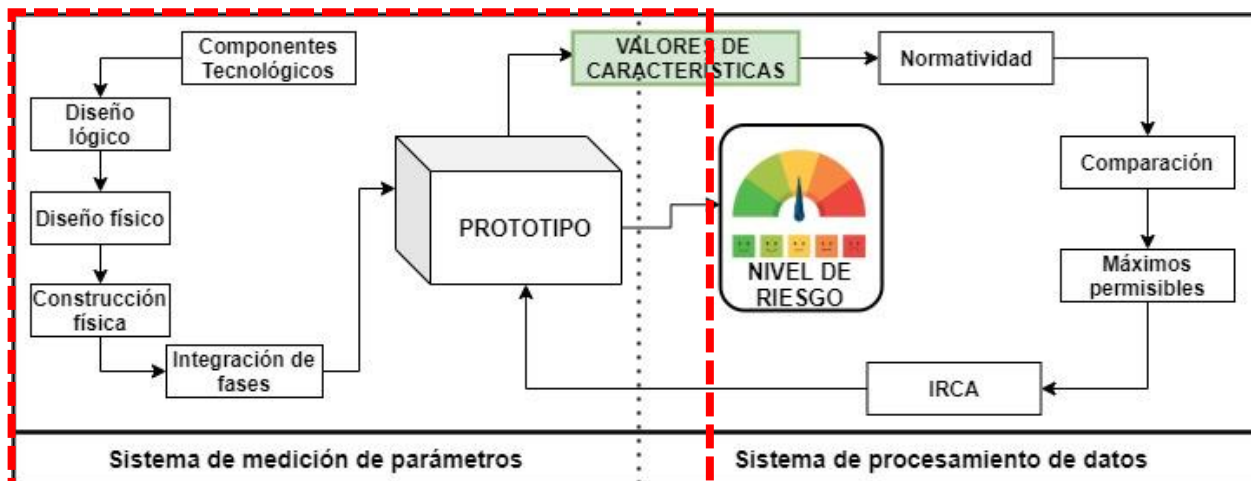 Componentes
Tecnológicos
Diseño
lógico
Diseño físico
Construcción
física
Integración de
fases
PROTOTIPO
VALORES DE
CARACTERÍSTICAS
Normatividad
Comparación
Máximos
permisibles
IRCA
NIVEL DE
RIESGO
Sistema de medición de parámetros
Sistema de procesamiento de datos